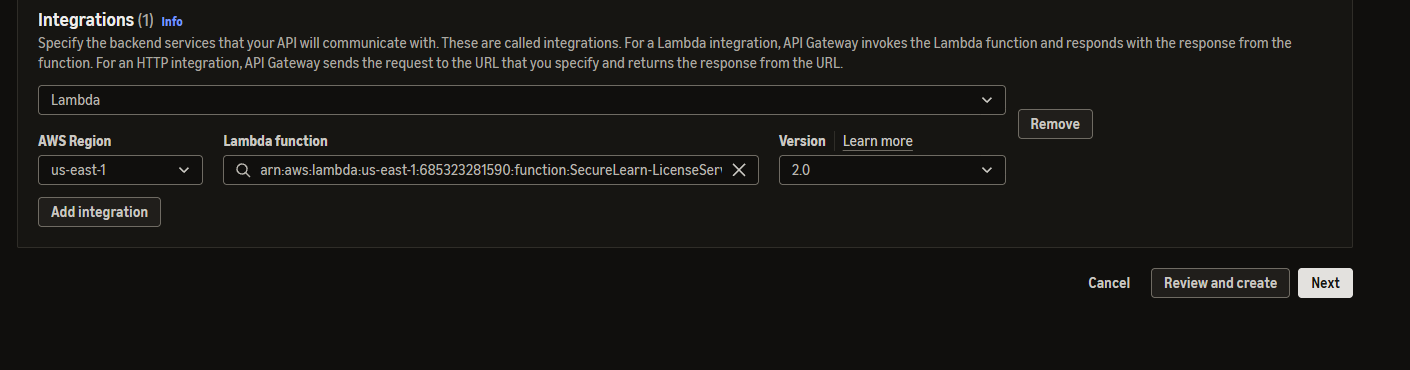 Integrations (1) Info
Specify the backend services that your API will communicate with. These are called integrations. For a Lambda integration, API Gateway invokes the Lambda function and responds with the response from the
function. For an HTTP integration, API Gateway sends the request to the URL that you specify and returns the response from the URL.
Lambda
Remove
AWS Region Lambda function Version Learn more
us-east-1 arn:aws:lambda:us-east-1:685323281590:function:SecureLearn-LicenseServ 2.0
Add integration
Cancel Review and create Next